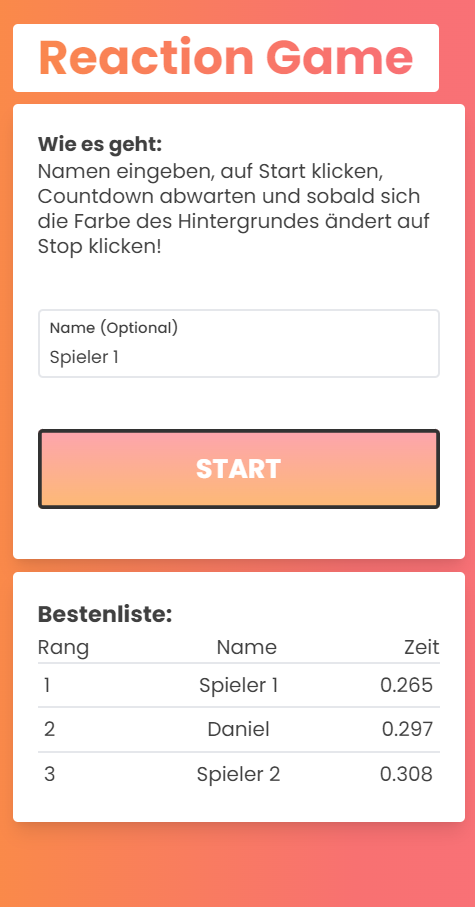 Reaction Game
Wie es geht:
Namen eingeben, auf Start klicken,
Countdown abwarten und sobald sich
die Farbe des Hintergrundes ändert auf
Stop klicken!
Name (Optional)
Spieler 1
START
Bestenliste:
Rang Name Zeit
1 Spieler 1 0.265
2 Daniel 0.297
3 Spieler 2 0.308